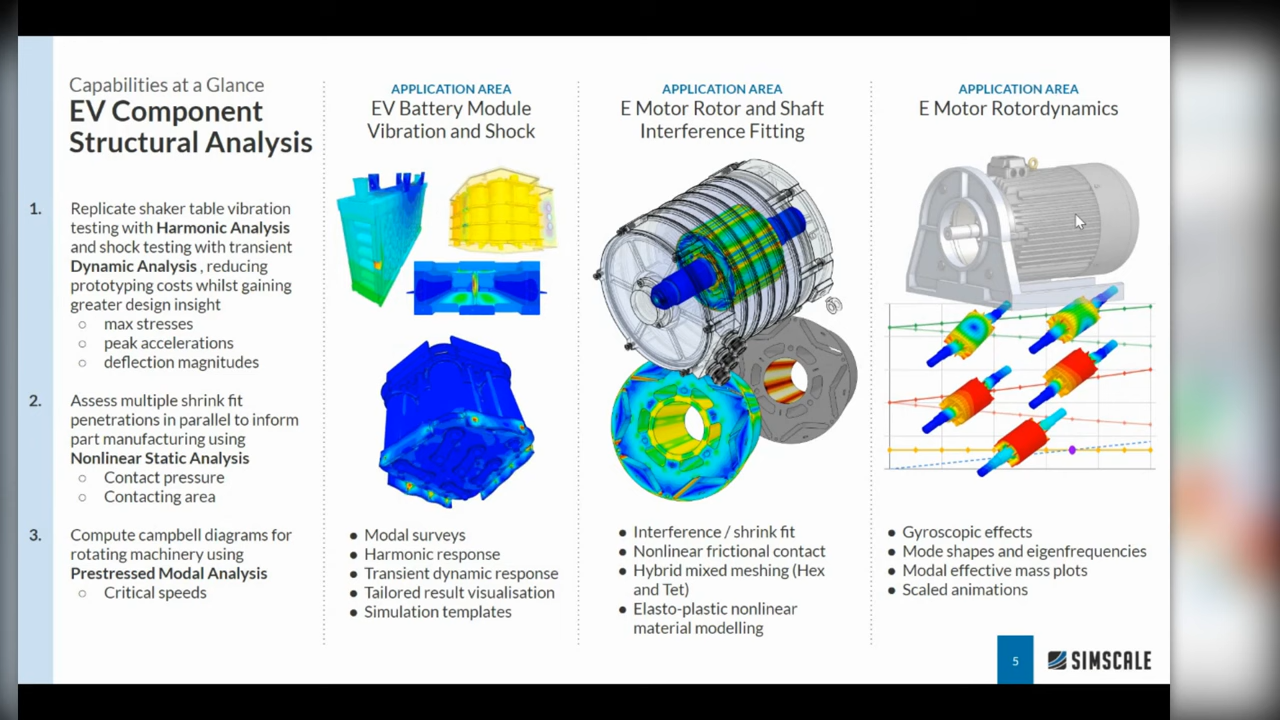 Capabilities at a Glance
EV Component
Structural Analysis
1. Replicate shaker table vibration
testing with Harmonic Analysis
and shock testing with transient
Dynamic Analysis , reducing
prototyping costs whilst gaining
greater design insight
○ max stresses
○ peak accelerations
○ deflection magnitudes
2. Assess multiple shrink fit
penetrations in parallel to inform
part manufacturing using
Nonlinear Static Analysis
○ Contact pressure
○ Contacting area
3. Compute campbell diagrams for
rotating machinery using
Prestressed Modal Analysis
○ Critical speeds
APPLICATION AREA
EV Battery Module
Vibration and Shock
● Modal surveys
● Harmonic response
● Transient dynamic response
● Tailored result visualisation
● Simulation templates
APPLICATION AREA
E Motor Rotor and Shaft
Interference Fitting
● Interference / shrink fit
● Nonlinear frictional contact
● Hybrid mixed meshing (Hex
and Tet)
● Elasto-plastic nonlinear
material modelling
APPLICATION AREA
E Motor Rotordynamics
● Gyroscopic effects
● Mode shapes and eigenfrequencies
● Modal effective mass plots
● Scaled animations
5
SIMSCALE